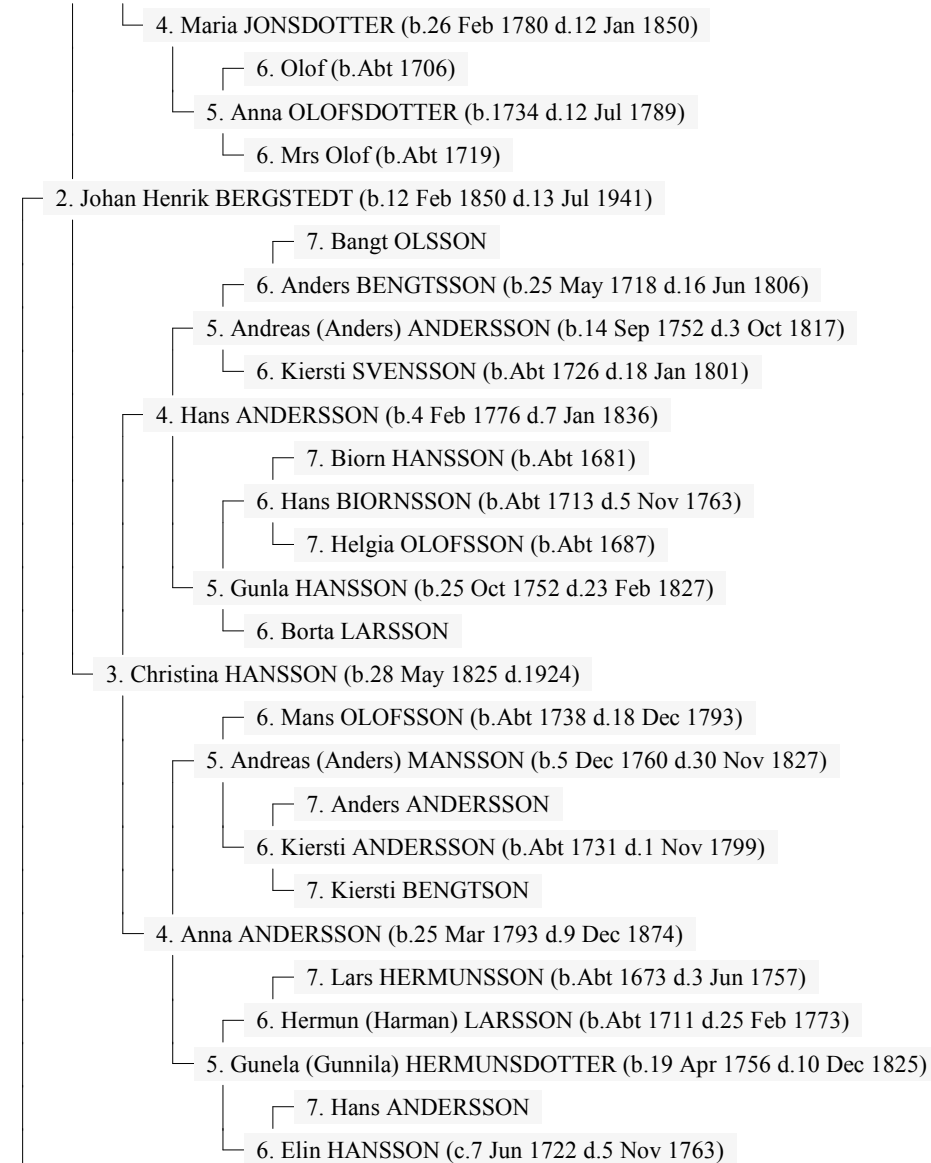 4. Maria JONSDOTTER (b.26 Feb 1780 d.12 Jan 1850)
6. Olof (b.Abt 1706)
5. Anna OLOFSDOTTER (b.1734 d.12 Jul 1789)
6. Mrs Olof (b.Abt 1719)
2. Johan Henrik BERGSTEDT (b.12 Feb 1850 d.13 Jul 1941)
7. Bangt OLSSON
6. Anders BENGTSSON (b.25 May 1718 d.16 Jun 1806)
5. Andreas (Anders) ANDERSSON (b.14 Sep 1752 d.3 Oct 1817)
6. Kiersti SVENSSON (b.Abt 1726 d.18 Jan 1801)
4. Hans ANDERSSON (b.4 Feb 1776 d.7 Jan 1836)
7. Biorn HANSSON (b.Abt 1681)
6. Hans BIORNSSON (b.Abt 1713 d.5 Nov 1763)
7. Helgia OLOFSSON (b.Abt 1687)
5. Gunla HANSSON (b.25 Oct 1752 d.23 Feb 1827)
6. Borta LARSSON
3. Christina HANSSON (b.28 May 1825 d.1924)
6. Mans OLOFSSON (b.Abt 1738 d.18 Dec 1793)
5. Andreas (Anders) MANSSON (b.5 Dec 1760 d.30 Nov 1827)
7. Anders ANDERSSON
6. Kiersti ANDERSSON (b.Abt 1731 d.1 Nov 1799)
7. Kiersti BENGTSON
4. Anna ANDERSSON (b.25 Mar 1793 d.9 Dec 1874)
7. Lars HERMUNSSON (b.Abt 1673 d.3 Jun 1757)
6. Hermun (Harman) LARSSON (b.Abt 1711 d.25 Feb 1773)
5. Gunela (Gunnila) HERMUNSDOTTER (b.19 Apr 1756 d.10 Dec 1825)
7. Hans ANDERSSON
6. Elin HANSSON (c.7 Jun 1722 d.5 Nov 1763)